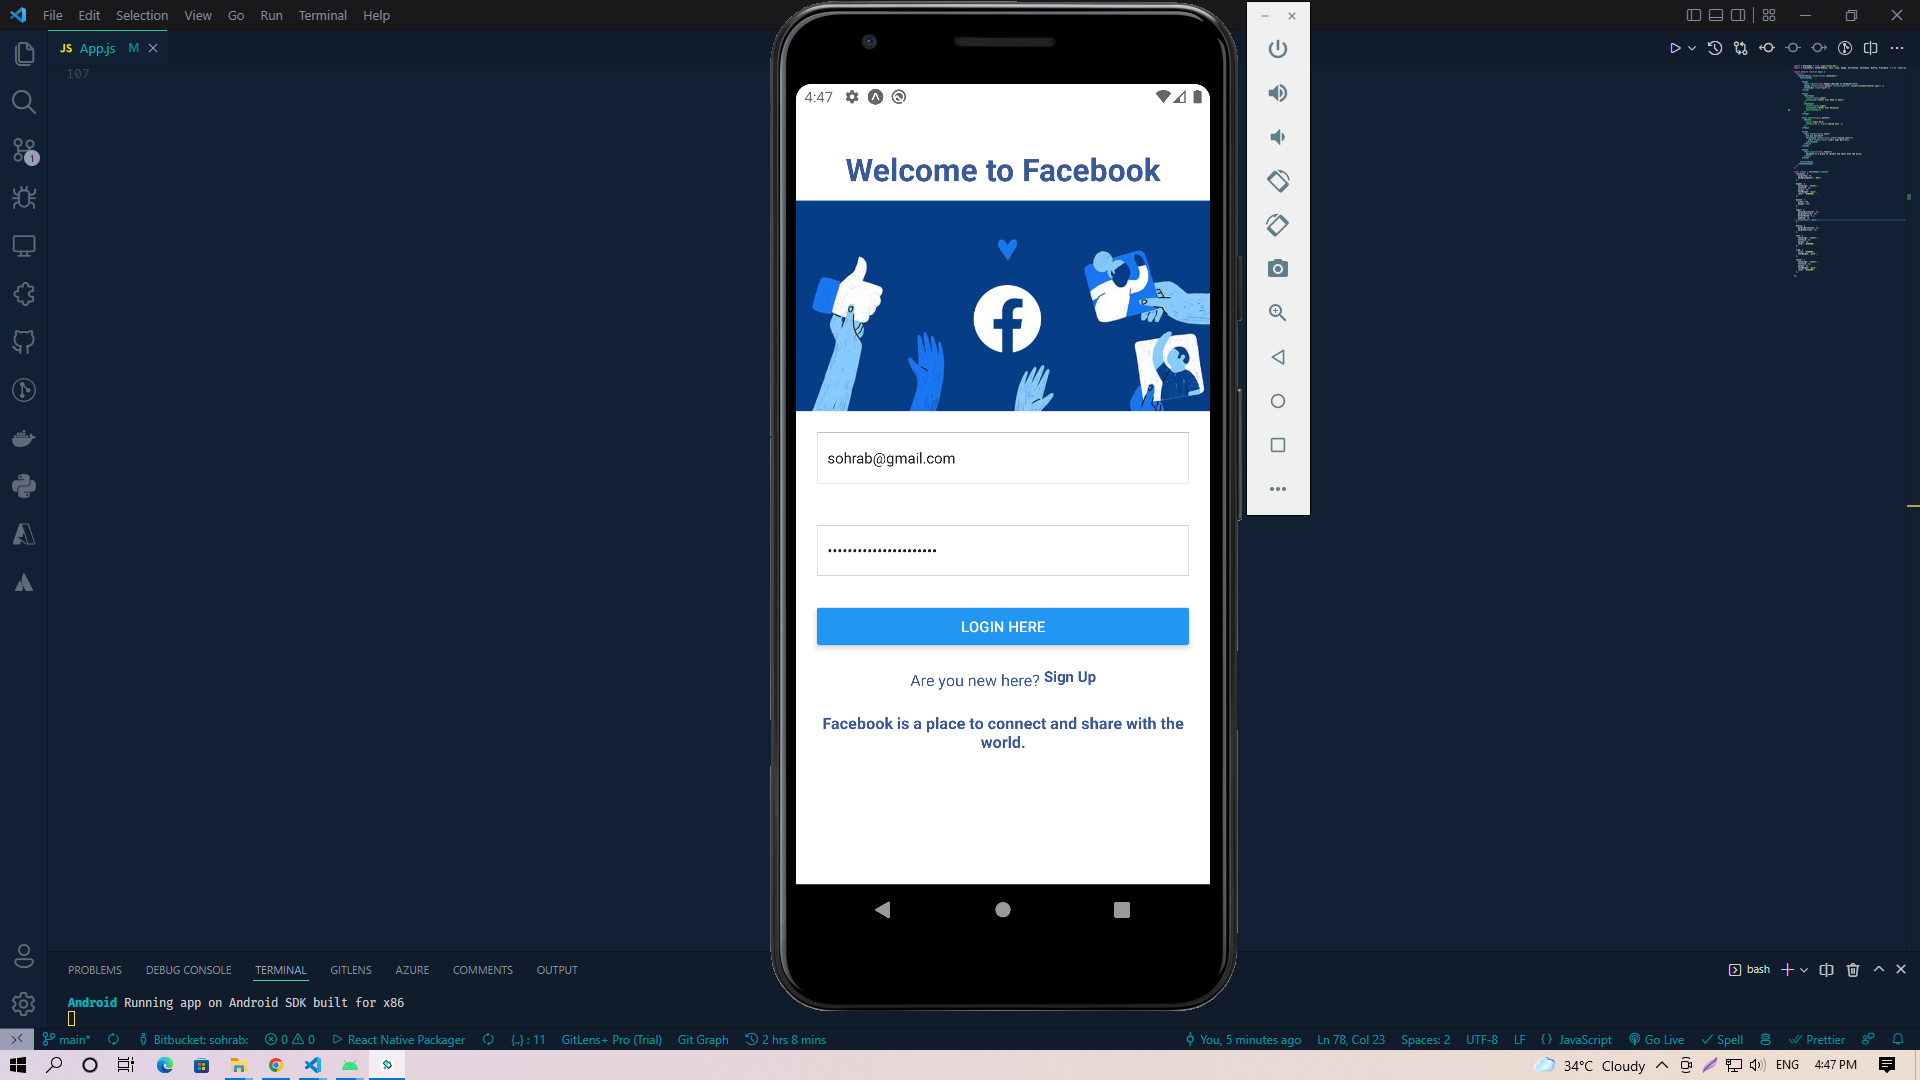 File Edit Selection View Go Run Terminal Help
JS App.js M
107
4:47
Welcome to Facebook
sohrab@gmail.com
••••••••••••••••••••••
LOGIN HERE
Are you new here? Sign Up
Facebook is a place to connect and share with the
world.
1
PROBLEMS DEBUG CONSOLE TERMINAL GITLENS AZURE COMMENTS OUTPUT
bash
Android Running app on Android SDK built for x86
main* Bitbucket: sohrab: 0 0 React Native Packager {..} : 11 GitLens+ Pro (Trial) Git Graph 2 hrs 8 mins You, 5 minutes ago Ln 78, Col 23 Spaces: 2 UTF-8 LF {} JavaScript Go Live Spell Prettier
34°C Cloudy ENG 4:47 PM